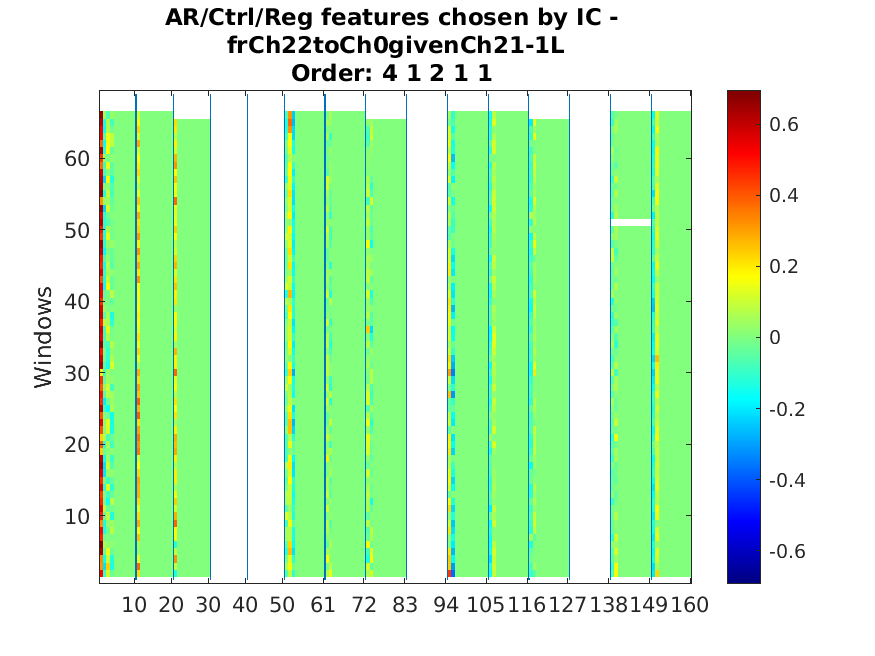 AR/Ctrl/Reg features chosen by IC -
frCh22toCh0givenCh21-1L
Order: 4 1 2 1 1
Windows
60
50
40
30
20
10
10 20 30 40 50 61 72 83 94 105 116 127 138 149 160
0.6
0.4
0.2
0
-0.2
-0.4
-0.6